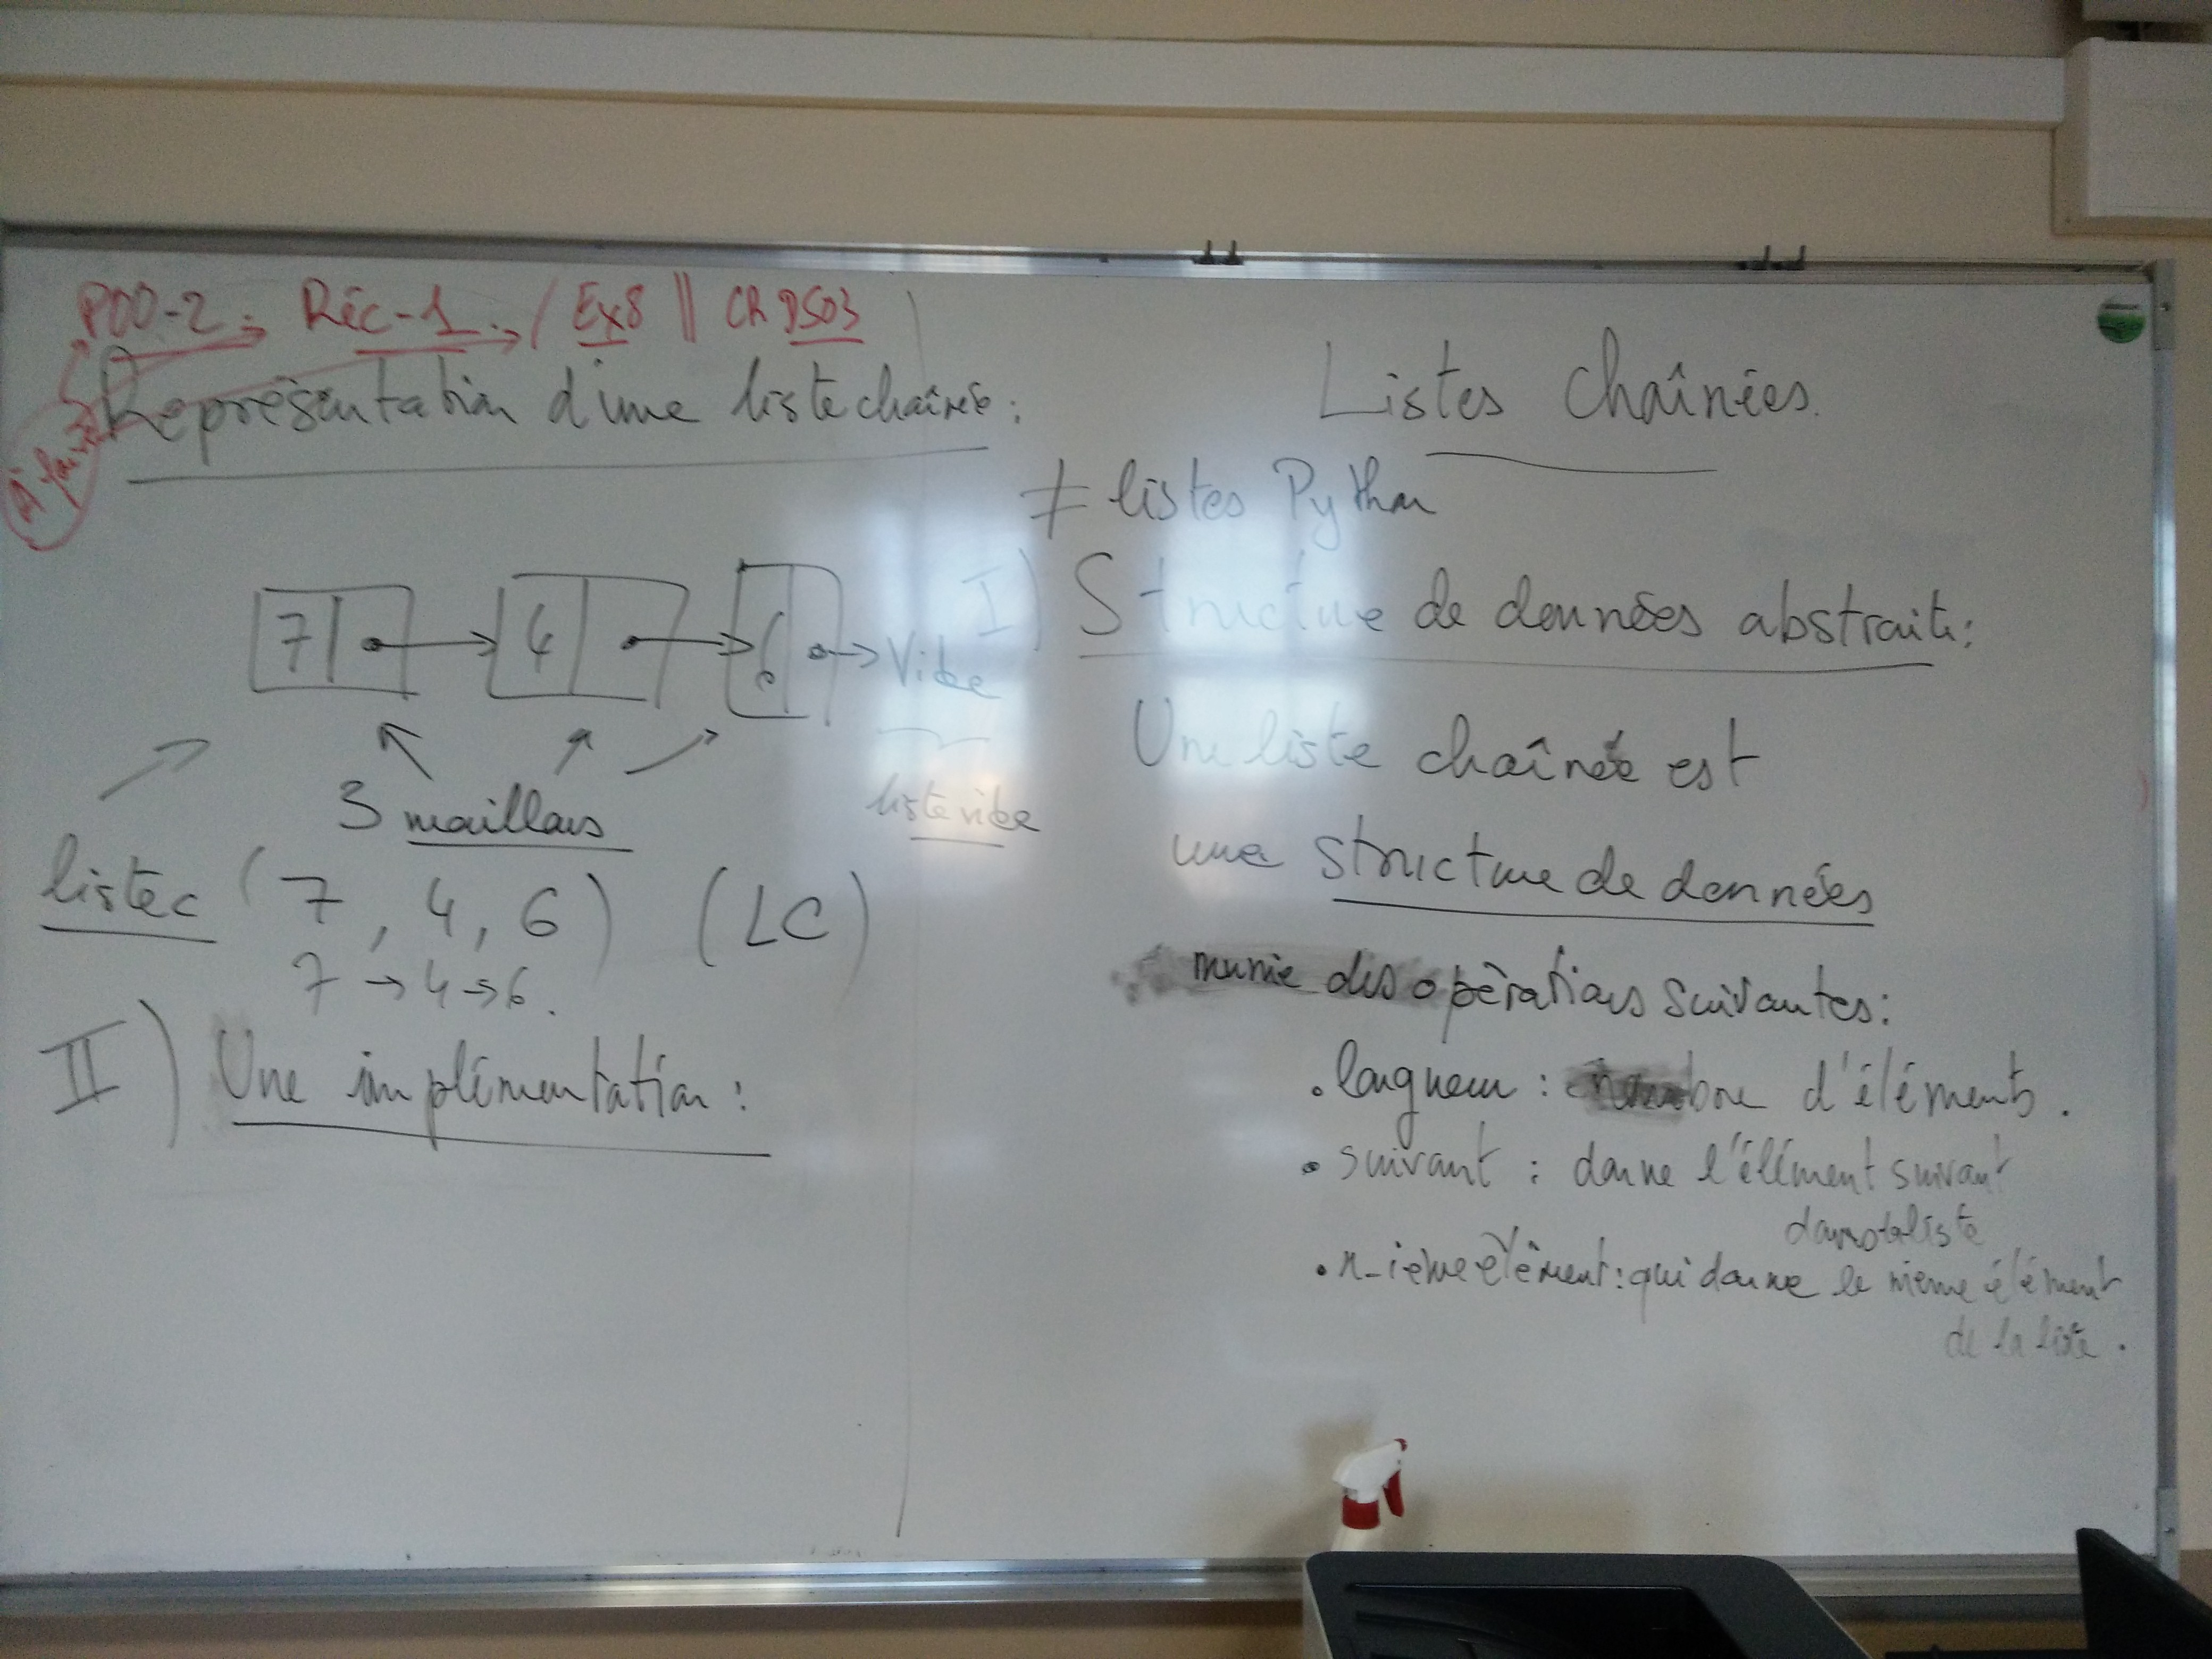 POO-2 ; Réc-1 ; / Ex8 || CR DS03
À faire
Représentation d'une liste chaînée :
7 4 6 Vide
3 maillons
liste vide
listec ( 7 , 4 , 6 ) (LC)
7 → 4 → 6 .
II) Une implémentation :
Listes chaînées.
≠ listes Python
I) Structure de données abstraite :
Une liste chaînée est
une structure de données
munie des opérations suivantes :
. longueur : nombre d'éléments .
. suivant : donne l'élément suivant
dans la liste
. n-ième élément : qui donne le nième élément
de la liste .